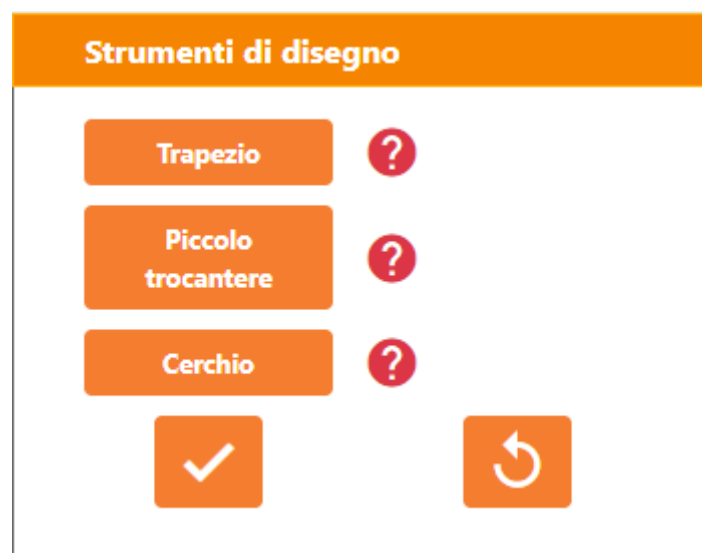 Strumenti di disegno
Trapezio
?
Piccolo
trocantere
?
Cerchio
?